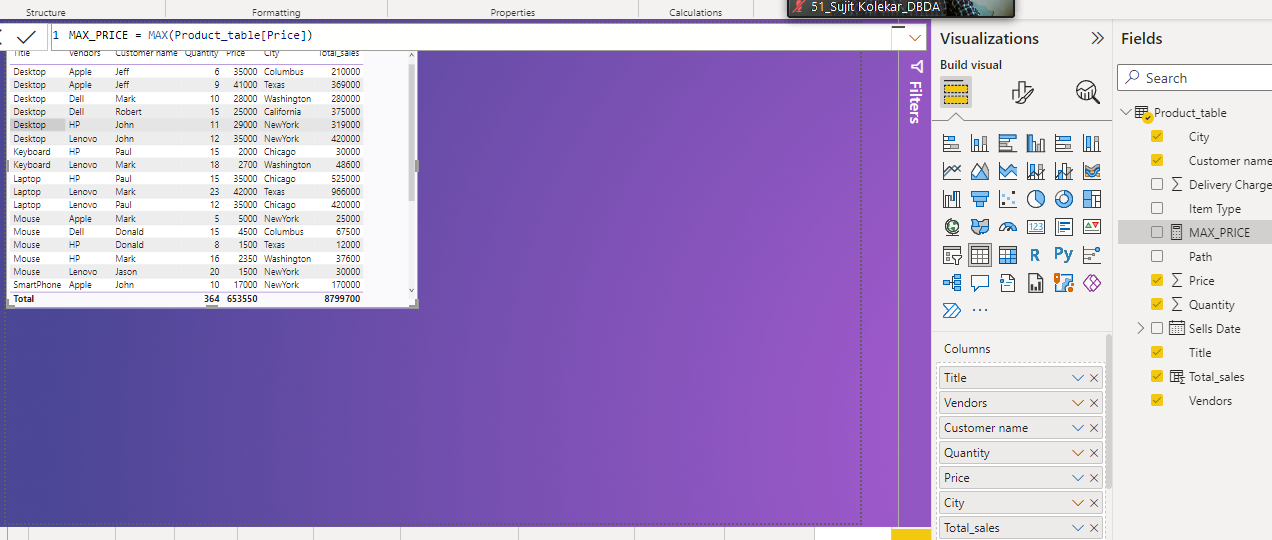 Structure Formatting Properties Calculations
51_Sujit Kolekar_DBDA
1 MAX_PRICE = MAX(Product_table[Price])
Title Vendors Customer name Quantity Price City Total_sales
Desktop Apple Jeff 6 35000 Columbus 210000
Desktop Apple Jeff 9 41000 Texas 369000
Desktop Dell Mark 10 28000 Washington 280000
Desktop Dell Robert 15 25000 California 375000
Desktop HP John 11 29000 NewYork 319000
Desktop Lenovo John 12 35000 NewYork 420000
Keyboard HP Paul 15 2000 Chicago 30000
Keyboard Lenovo Mark 18 2700 Washington 48600
Laptop HP Paul 15 35000 Chicago 525000
Laptop Lenovo Mark 23 42000 Texas 966000
Laptop Lenovo Paul 12 35000 Chicago 420000
Mouse Apple Mark 5 5000 NewYork 25000
Mouse Dell Donald 15 4500 Columbus 67500
Mouse HP Donald 8 1500 Texas 12000
Mouse HP Mark 16 2350 Washington 37600
Mouse Lenovo Jason 20 1500 NewYork 30000
SmartPhone Apple John 10 17000 NewYork 170000
Total 364 653550 8799700
Filters
Visualizations
Build visual
123
R Py
Columns
Title
Vendors
Customer name
Quantity
Price
City
Total_sales
Fields
Search
Product_table
City
Customer name
Delivery Charge
Item Type
MAX_PRICE
Path
Price
Quantity
Sells Date
Title
Total_sales
Vendors